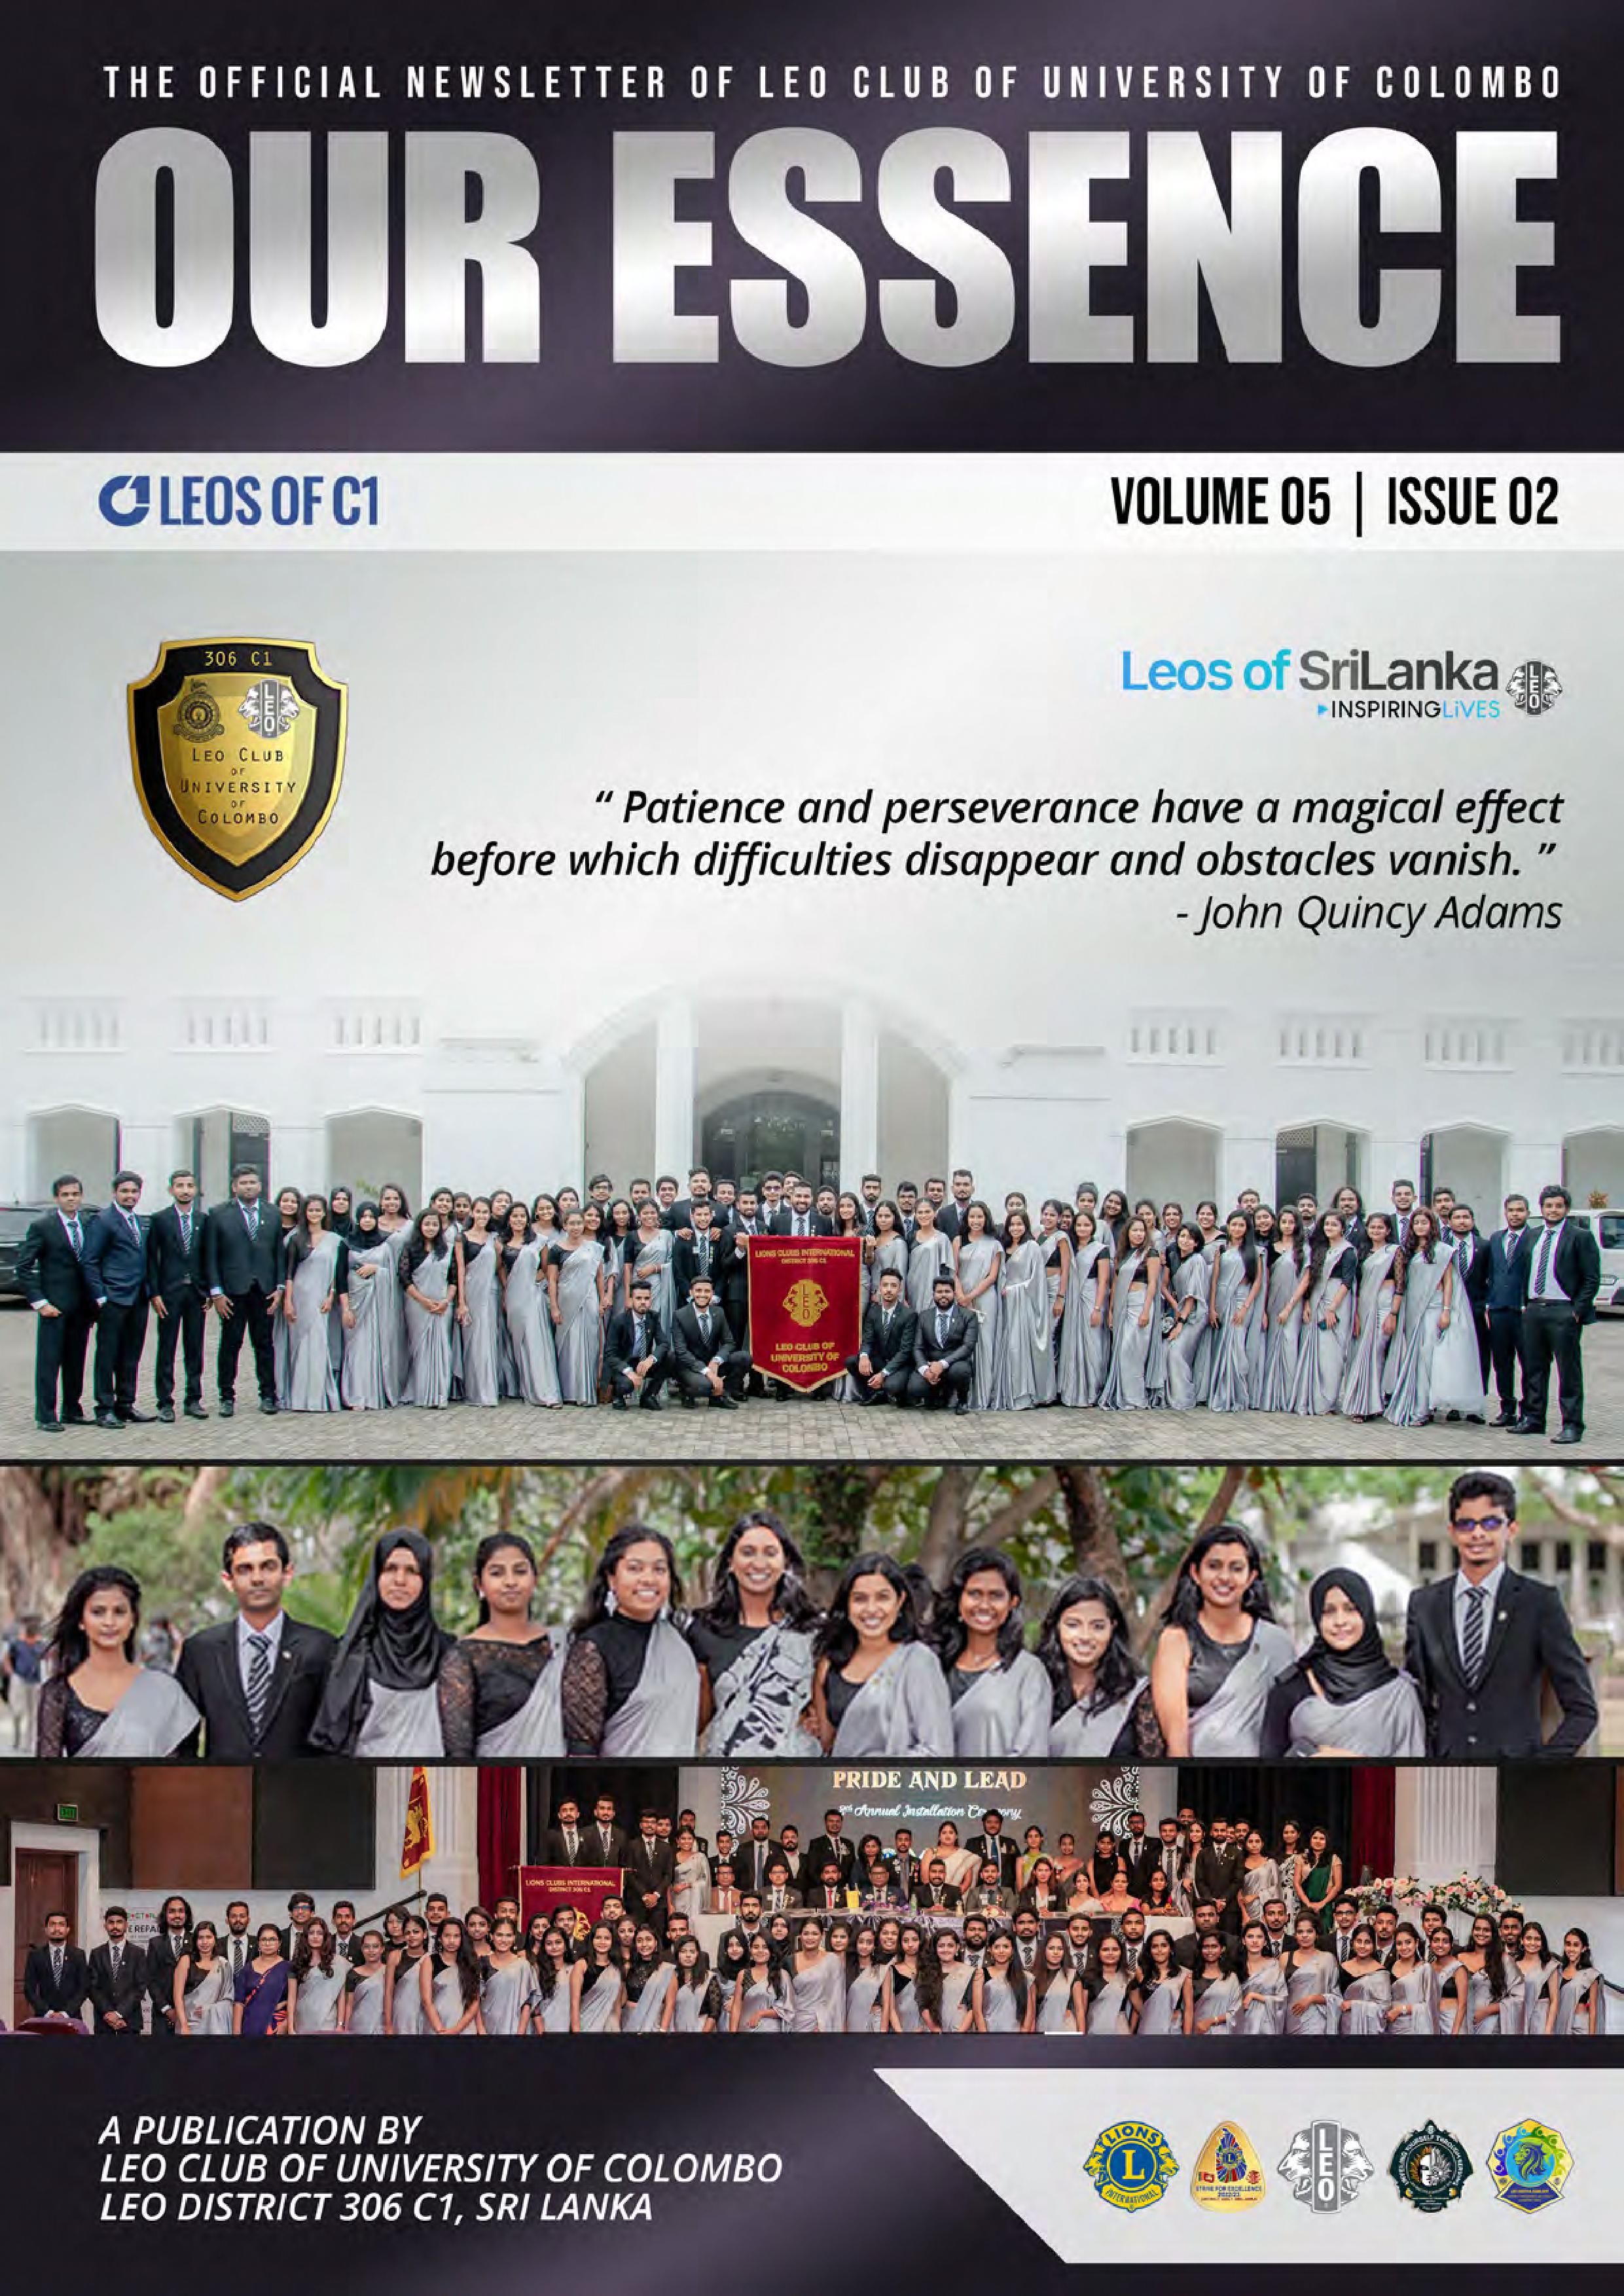 THE OFFICIAL NEWSLETTER OF LEO CLUB OF UNIVERSITY OF COLOMBO
OUR ESSENCE
LEOS OF C1
VOLUME 05 | ISSUE 02
306 C1
LEO
LEO CLUB
OF
UNIVERSITY
OF
COLOMBO
Leos of SriLanka
INSPIRINGLiVES
LEO
“ Patience and perseverance have a magical effect
before which difficulties disappear and obstacles vanish. ”
- John Quincy Adams
LIONS CLUBS INTERNATIONAL
DISTRICT 306 C1
LEO
LEO CLUB OF
UNIVERSITY OF
COLOMBO
PRIDE AND LEAD
Annual Installation
LIONS CLUBS INTERNATIONAL
DISTRICT 306 C1
A PUBLICATION BY
LEO CLUB OF UNIVERSITY OF COLOMBO
LEO DISTRICT 306 C1, SRI LANKA
LIONS
L
INTERNATIONAL
STRIVE FOR EXCELLENCE
LEO